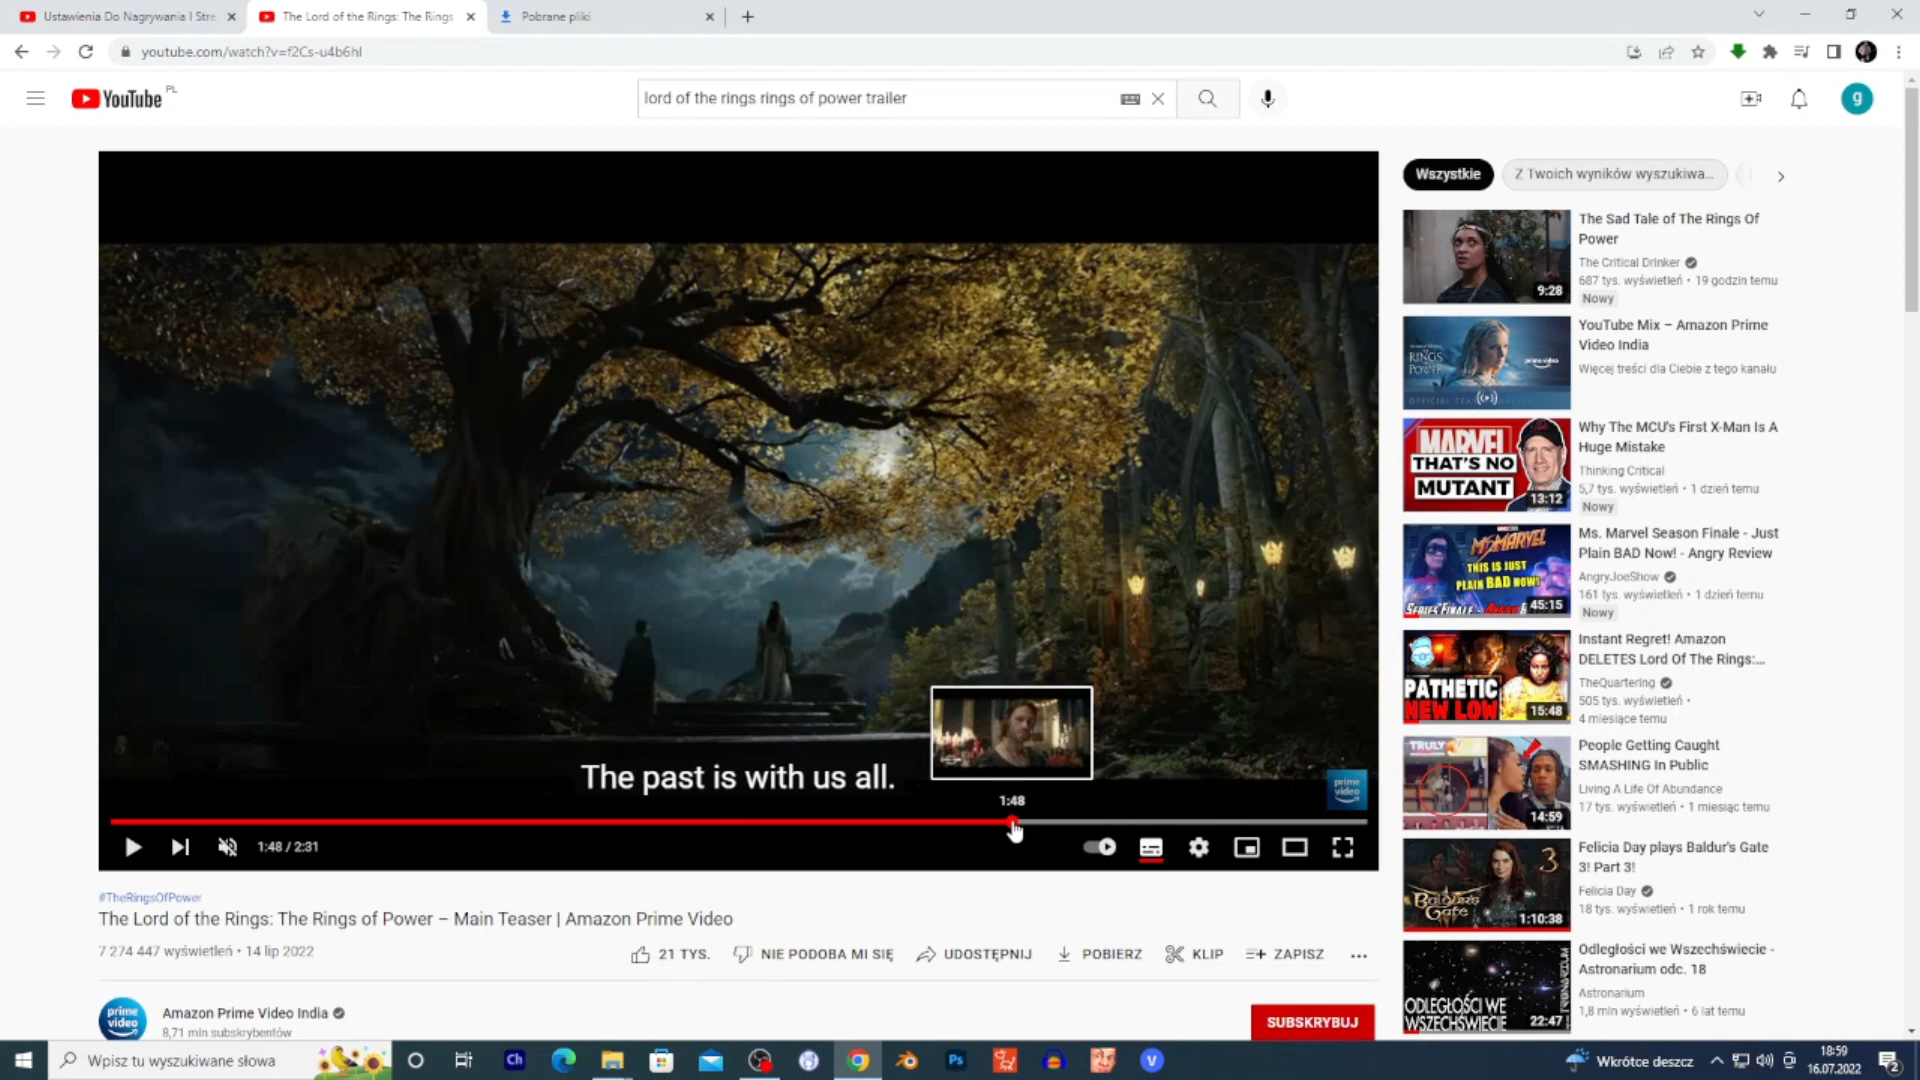 Ustawienia Do Nagrywania I Stre
The Lord of the Rings: The Rings
Pobrane pliki
youtube.com/watch?v=f2Cs-u4b6hI
YouTube PL
lord of the rings rings of power trailer
g
Wszystkie
Z Twoich wyników wyszukiwa...
The past is with us all.
1:48
prime video
1:48 / 2:31
#TheRingsOfPower
The Lord of the Rings: The Rings of Power – Main Teaser | Amazon Prime Video
7 274 447 wyświetleń • 14 lip 2022
21 TYS.
NIE PODOBA MI SIĘ
UDOSTĘPNIJ
POBIERZ
KLIP
ZAPISZ
prime video
Amazon Prime Video India
8,71 mln subskrybentów
SUBSKRYBUJ
9:28
The Sad Tale of The Rings Of
Power
The Critical Drinker
687 tys. wyświetleń • 19 godzin temu
Nowy
RINGS
POWER
prime video
YouTube Mix – Amazon Prime
Video India
Więcej treści dla Ciebie z tego kanału
MARVEL
THAT'S NO
MUTANT
13:12
Why The MCU's First X-Man Is A
Huge Mistake
Thinking Critical
5,7 tys. wyświetleń • 1 dzień temu
Nowy
MS. MARVEL
THIS IS JUST
PLAIN BAD NOW!
45:15
Ms. Marvel Season Finale - Just
Plain BAD Now! - Angry Review
AngryJoeShow
161 tys. wyświetleń • 1 dzień temu
Nowy
PATHETIC
NEW LOW
15:48
Instant Regret! Amazon
DELETES Lord Of The Rings:...
TheQuartering
505 tys. wyświetleń •
4 miesiące temu
TRULY
14:59
People Getting Caught
SMASHING In Public
Living A Life Of Abundance
17 tys. wyświetleń • 1 miesiąc temu
3
Baldur's
Gate
1:10:38
Felicia Day plays Baldur's Gate
3! Part 3!
Felicia Day
18 tys. wyświetleń • 1 rok temu
ODLEGŁOŚCI WE
WSZECHŚWIECIE
22:47
Odległości we Wszechświecie -
Astronarium odc. 18
Astronarium
1,8 mln wyświetleń • 6 lat temu
Wpisz tu wyszukiwane słowa
Ch
Ps
V
Wkrótce deszcz
18:59
16.07.2022
2